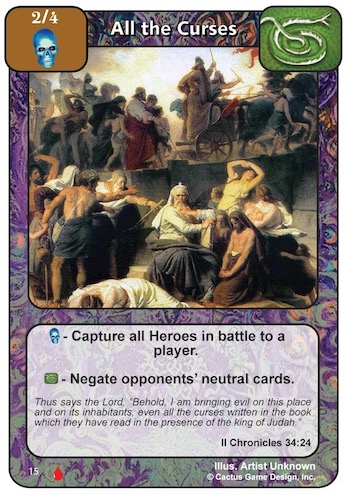 2/4
All the Curses
- Capture all Heroes in battle to a
player.
- Negate opponents’ neutral cards.
Thus says the Lord, “Behold, I am bringing evil on this place
and on its inhabitants, even all the curses written in the book
which they have read in the presence of the king of Judah.”
II Chronicles 34:24
15
Illus. Artist Unknown
© Cactus Game Design, Inc.